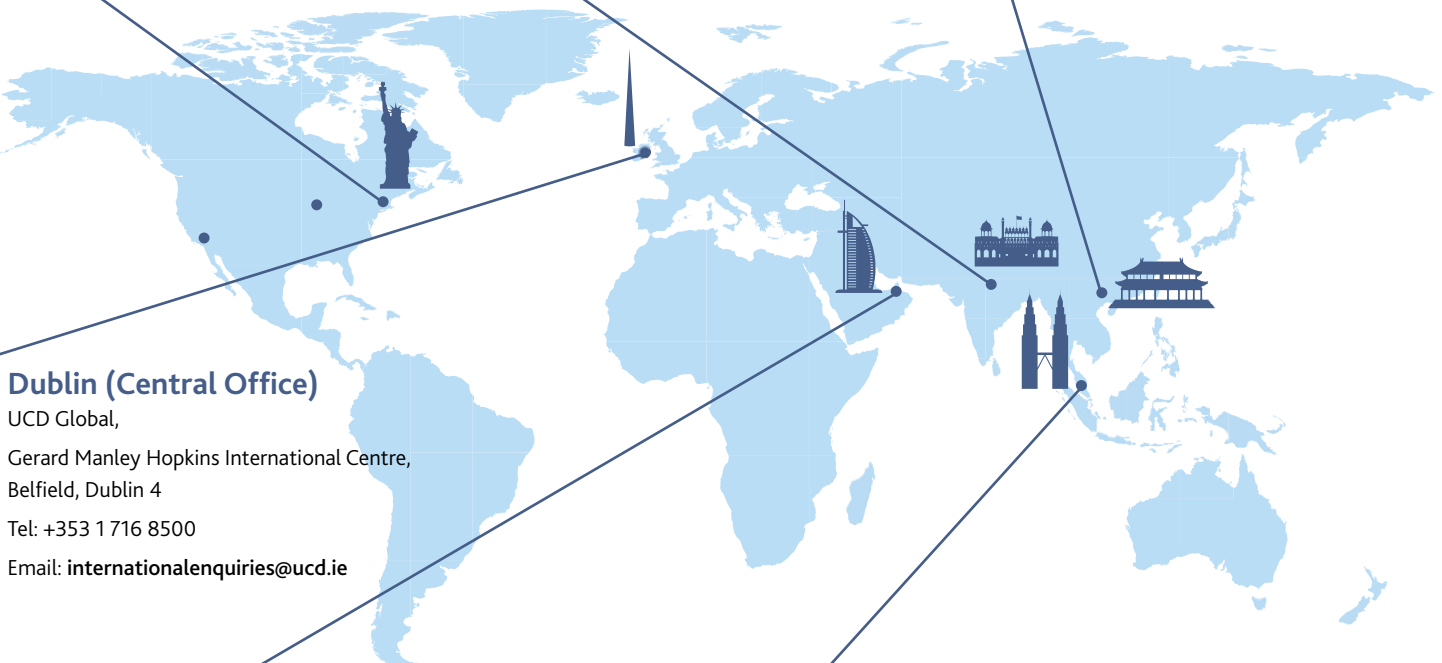 Dublin (Central Office)
UCD Global,
Gerard Manley Hopkins International Centre,
Belfield, Dublin 4
Tel: +353 1 716 8500
Email: internationalenquiries@ucd.ie